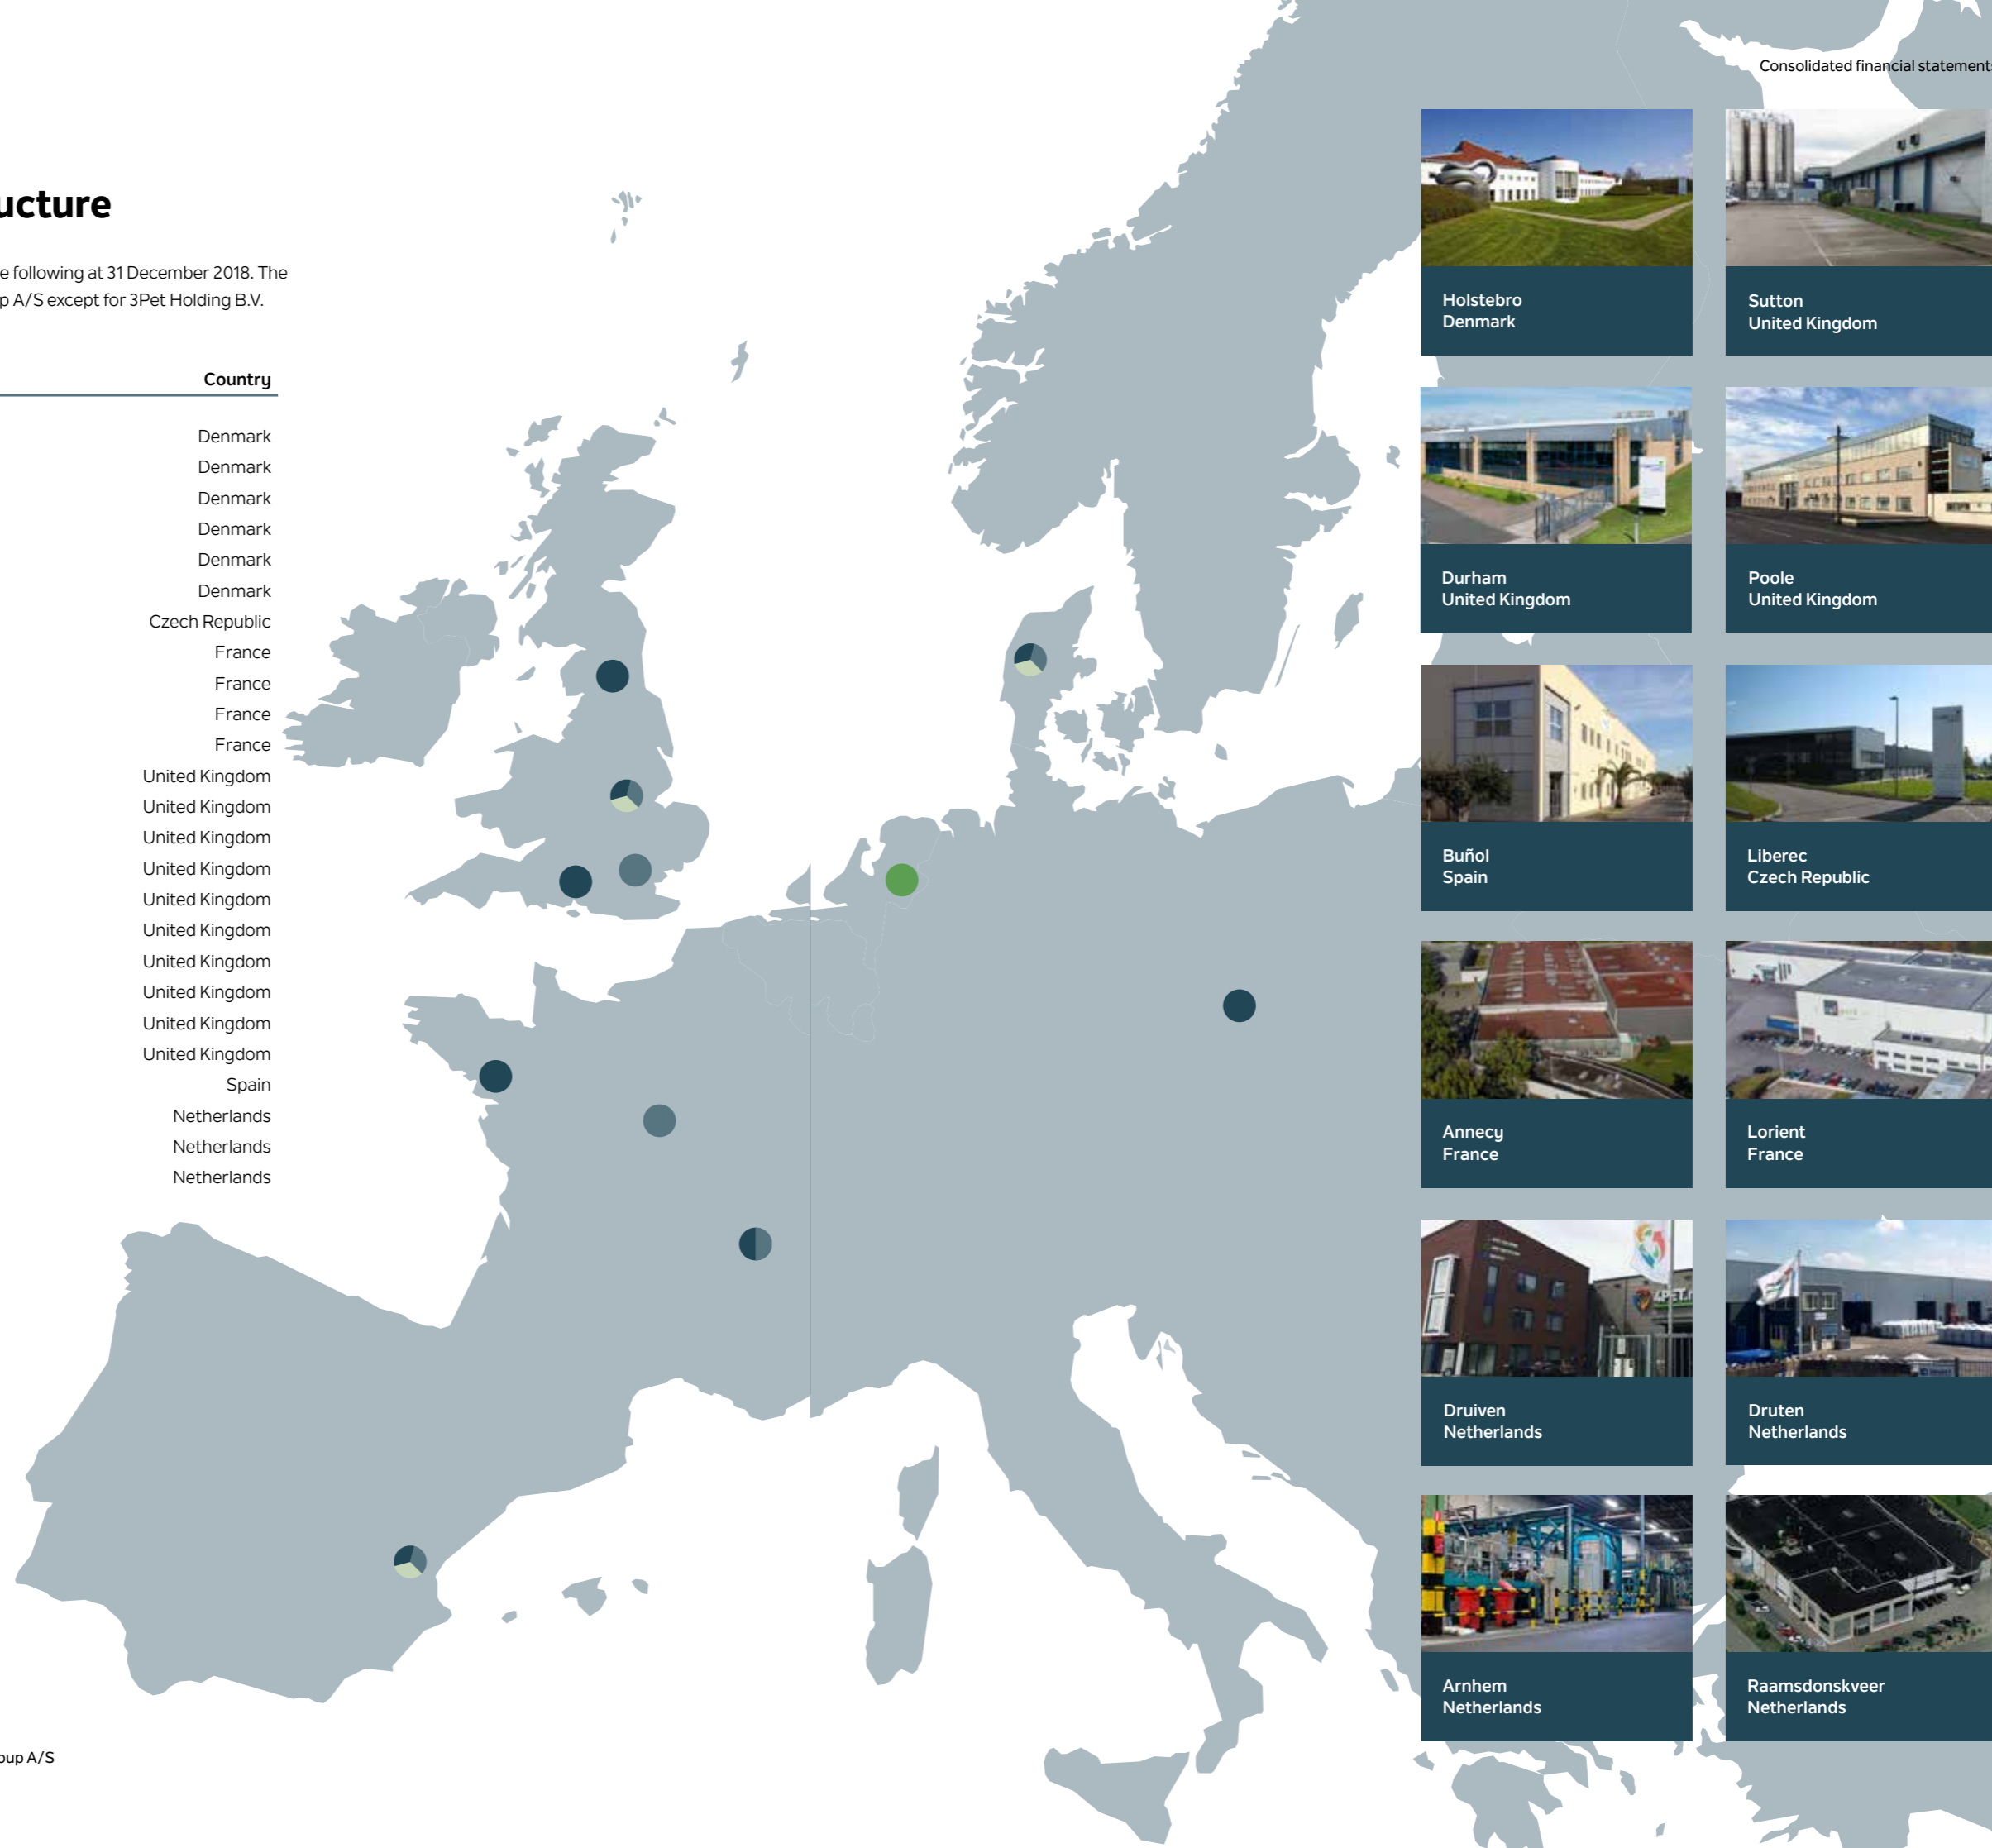 Consolidated financial statements
ucture
e following at 31 December 2018. The
p A/S except for 3Pet Holding B.V.
Country
Denmark
Denmark
Denmark
Denmark
Denmark
Denmark
Czech Republic
France
France
France
France
United Kingdom
United Kingdom
United Kingdom
United Kingdom
United Kingdom
United Kingdom
United Kingdom
United Kingdom
United Kingdom
United Kingdom
Spain
Netherlands
Netherlands
Netherlands
oup A/S
Holstebro
Denmark
Sutton
United Kingdom
Durham
United Kingdom
Poole
United Kingdom
Buñol
Spain
Liberec
Czech Republic
Annecy
France
Lorient
France
Druiven
Netherlands
Druten
Netherlands
Arnhem
Netherlands
Raamsdonskveer
Netherlands